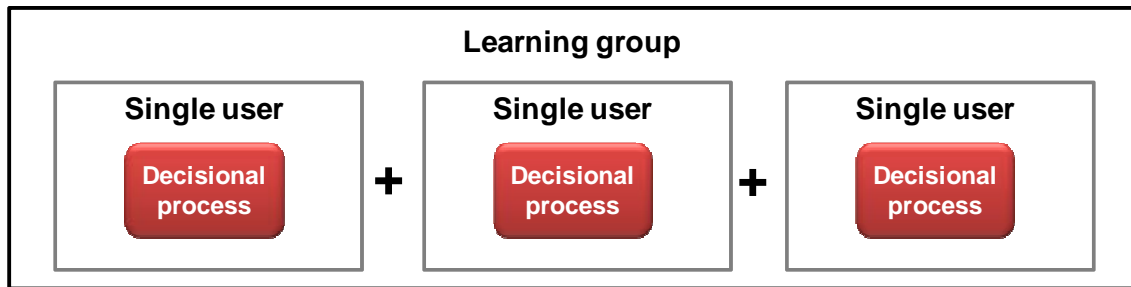 Learning group
Single user
Decisional
process
+
Single user
Decisional
process
+
Single user
Decisional
process